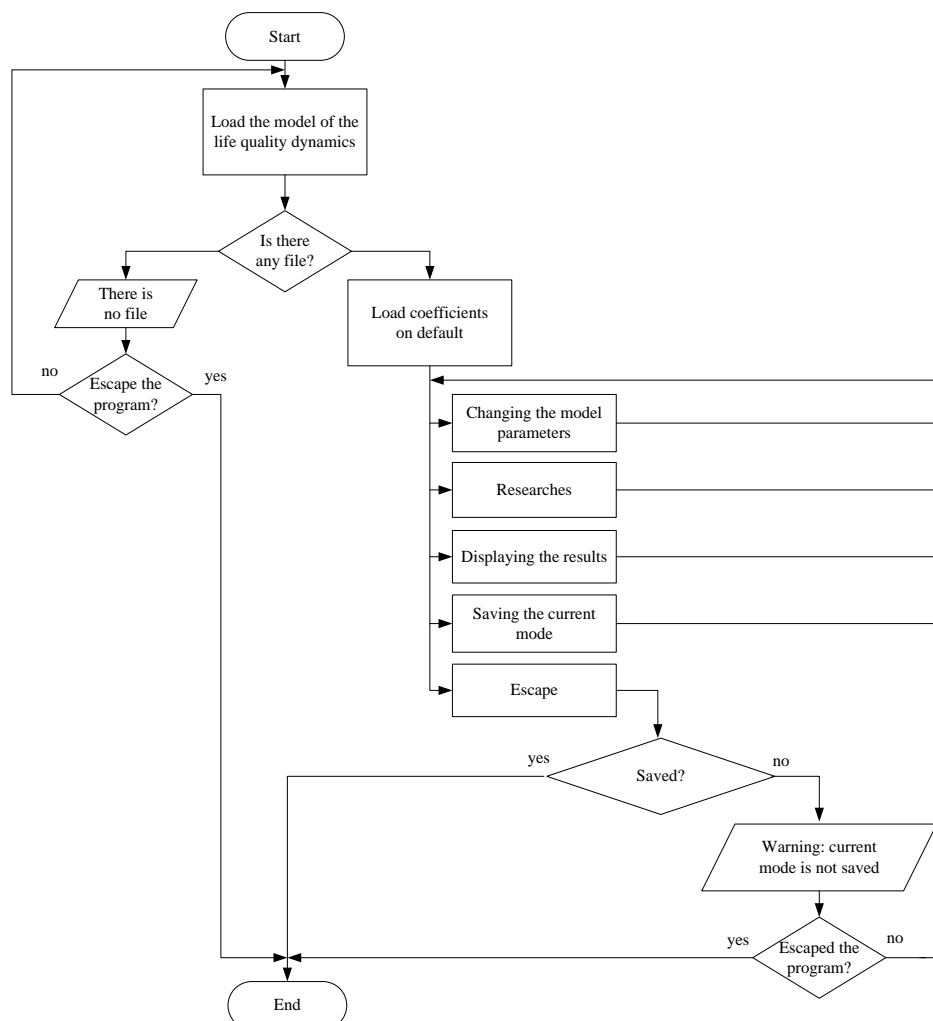 Start
Load the model of the
life quality dynamics
Is there
any file?
There is
no file
Load coefficients
on default
no
Escape the
program?
yes
Changing the model
parameters
Researches
Displaying the results
Saving the current
mode
Escape
yes
Saved?
no
Warning: current
mode is not saved
yes
Escaped the
program?
no
End